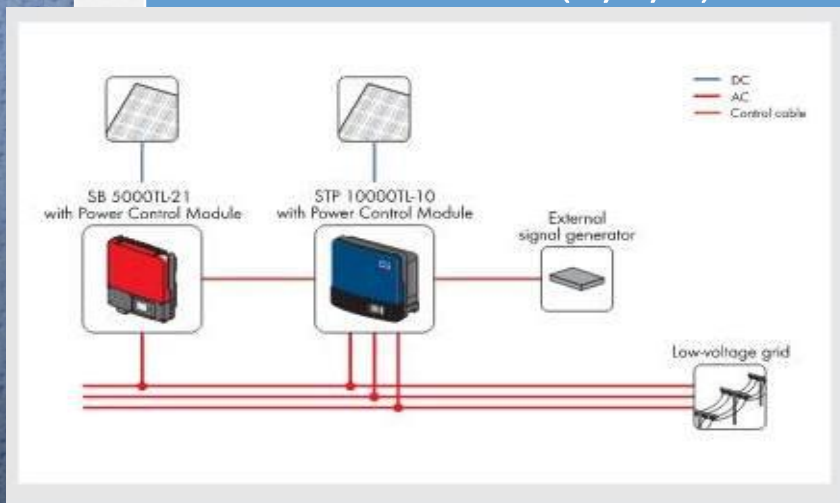 DC
AC
Control cable
SB 5000TL-21
with Power Control Module
STP 10000TL-10
with Power Control Module
External
signal generator
Low-voltage grid